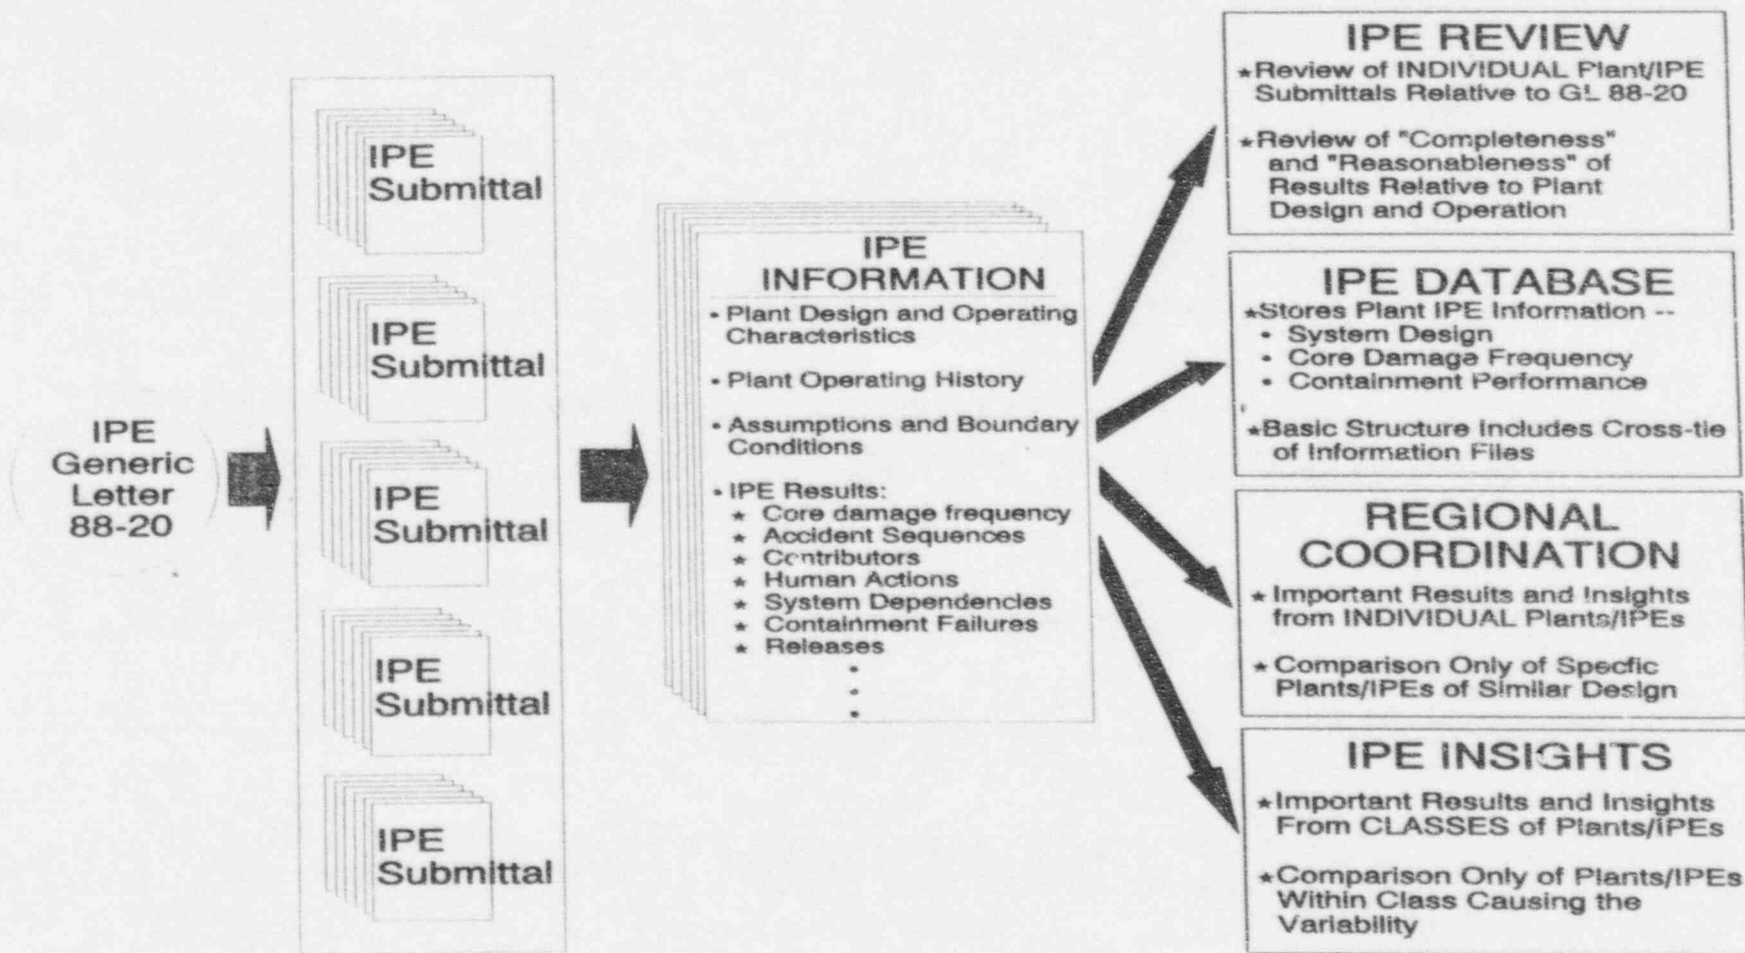 IPE
Generic
Letter
88-20
IPE
Submittal
IPE
Submittal
IPE
Submittal
IPE
Submittal
IPE
Submittal
IPE
INFORMATION
• Plant Design and Operating
Characteristics
• Plant Operating History
• Assumptions and Boundary
Conditions
• IPE Results:
★ Core damage frequency
★ Accident Sequences
★ Contributors
★ Human Actions
★ System Dependencies
★ Containment Failures
★ Releases
•
•
•
IPE REVIEW
★Review of INDIVIDUAL Plant/IPE
Submittals Relative to GL 88-20
★Review of "Completeness"
and "Reasonableness" of
Results Relative to Plant
Design and Operation
IPE DATABASE
★Stores Plant IPE Information --
• System Design
• Core Damage Frequency
• Containment Performance
★Basic Structure Includes Cross-tie
of Information Files
REGIONAL
COORDINATION
★ Important Results and Insights
from INDIVIDUAL Plants/IPEs
★ Comparison Only of Specfic
Plants/IPEs of Similar Design
IPE INSIGHTS
★Important Results and Insights
From CLASSES of Plants/IPEs
★Comparison Only of Plants/IPEs
Within Class Causing the
Variability